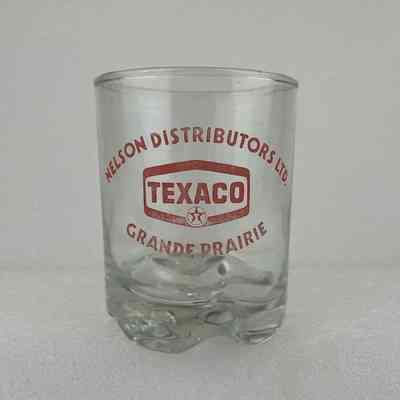 NELSON DISTRIBUTORS LTD.
TEXACO
T
GRANDE PRAIRIE